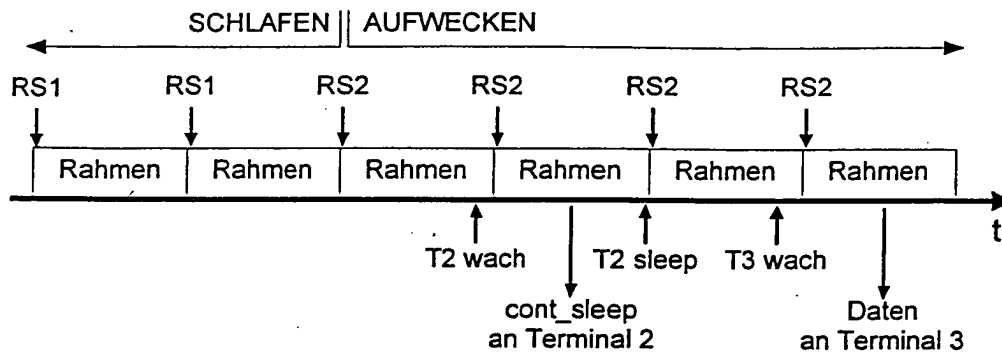 SCHLAFEN AUFWECKEN
RS1 RS1 RS2 RS2 RS2 RS2
Rahmen Rahmen Rahmen Rahmen Rahmen Rahmen
t
T2 wach T2 sleep T3 wach
cont_sleep Daten
an Terminal 2 an Terminal 3